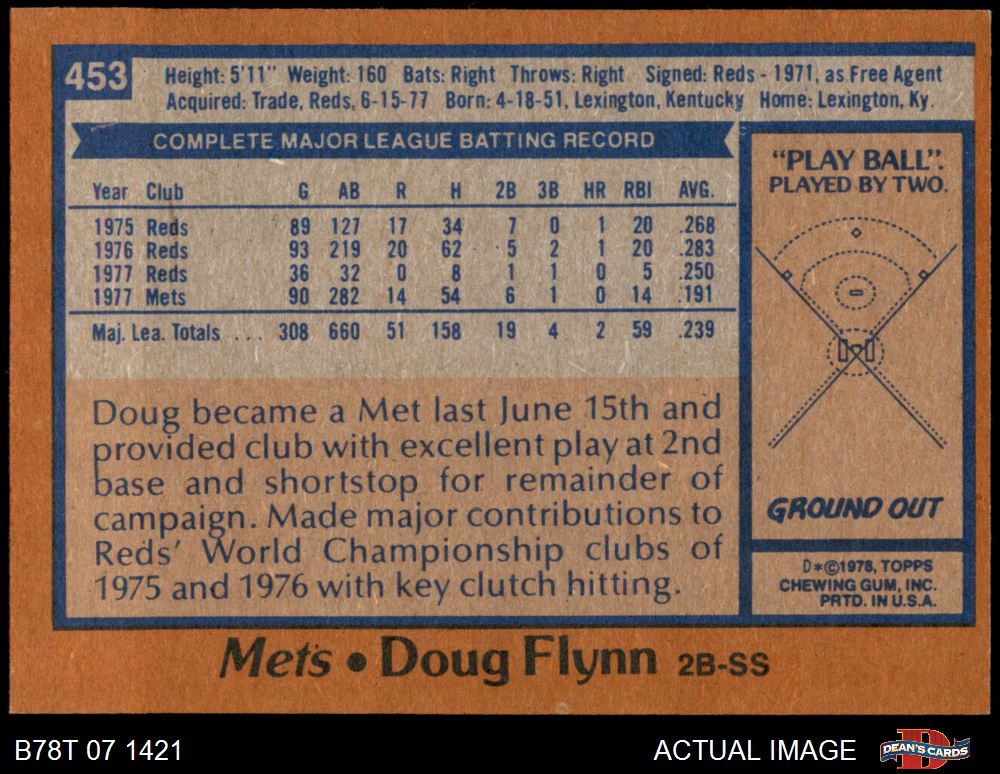 453
Height: 5'11" Weight: 160 Bats: Right Throws: Right Signed: Reds - 1971, as Free Agent
Acquired: Trade, Reds, 6-15-77 Born: 4-18-51, Lexington, Kentucky Home: Lexington, Ky.
COMPLETE MAJOR LEAGUE BATTING RECORD
Year Club G AB R H 2B 3B HR RBI AVG.
1975 Reds 89 127 17 34 7 0 1 20 .268
1976 Reds 93 219 20 62 5 2 1 20 .283
1977 Reds 36 32 0 8 1 1 0 5 .250
1977 Mets 90 282 14 54 6 1 0 14 .191
Maj. Lea. Totals ... 308 660 51 158 19 4 2 59 .239
Doug became a Met last June 15th and
provided club with excellent play at 2nd
base and shortstop for remainder of
campaign. Made major contributions to
Reds' World Championship clubs of
1975 and 1976 with key clutch hitting.
"PLAY BALL".
PLAYED BY TWO.
GROUND OUT
D*©1978, TOPPS
CHEWING GUM, INC.
PRTD. IN U.S.A.
Mets • Doug Flynn 2B-SS
B78T 07 1421
ACTUAL IMAGE
DEAN'S CARDS